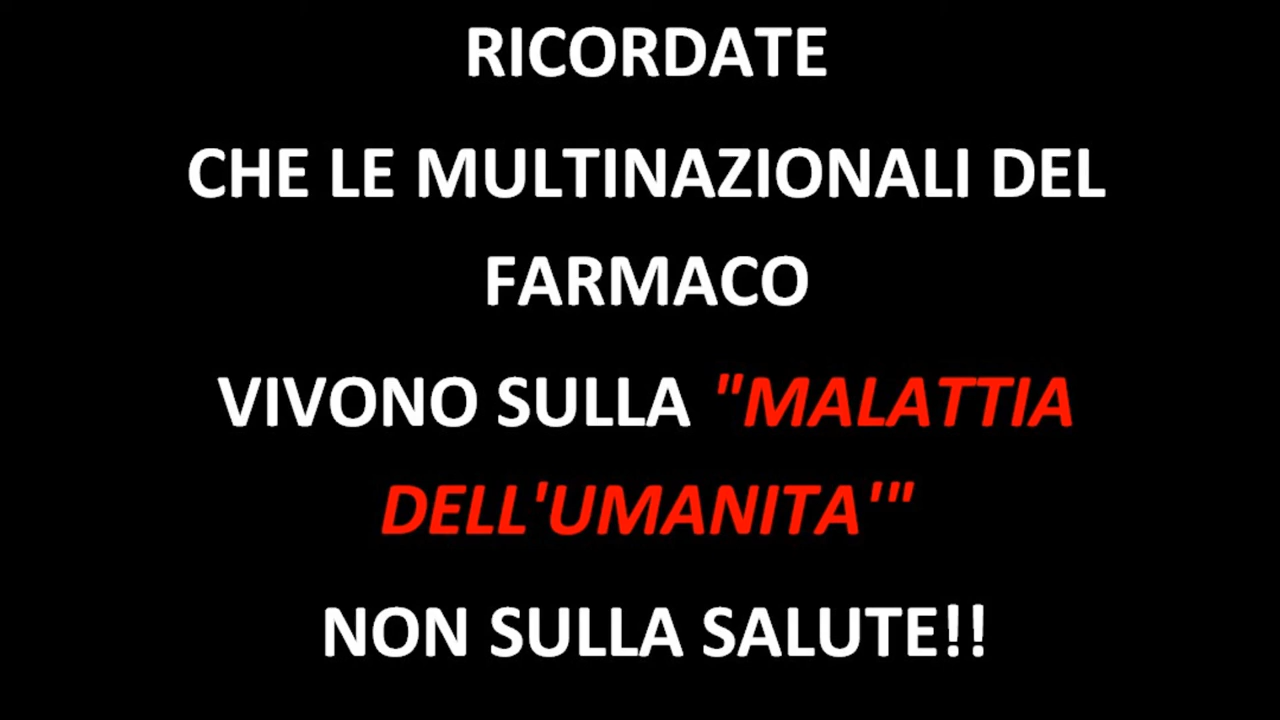 RICORDATE
CHE LE MULTINAZIONALI DEL
FARMACO
VIVONO SULLA "MALATTIA
DELL'UMANITA'"
NON SULLA SALUTE!!